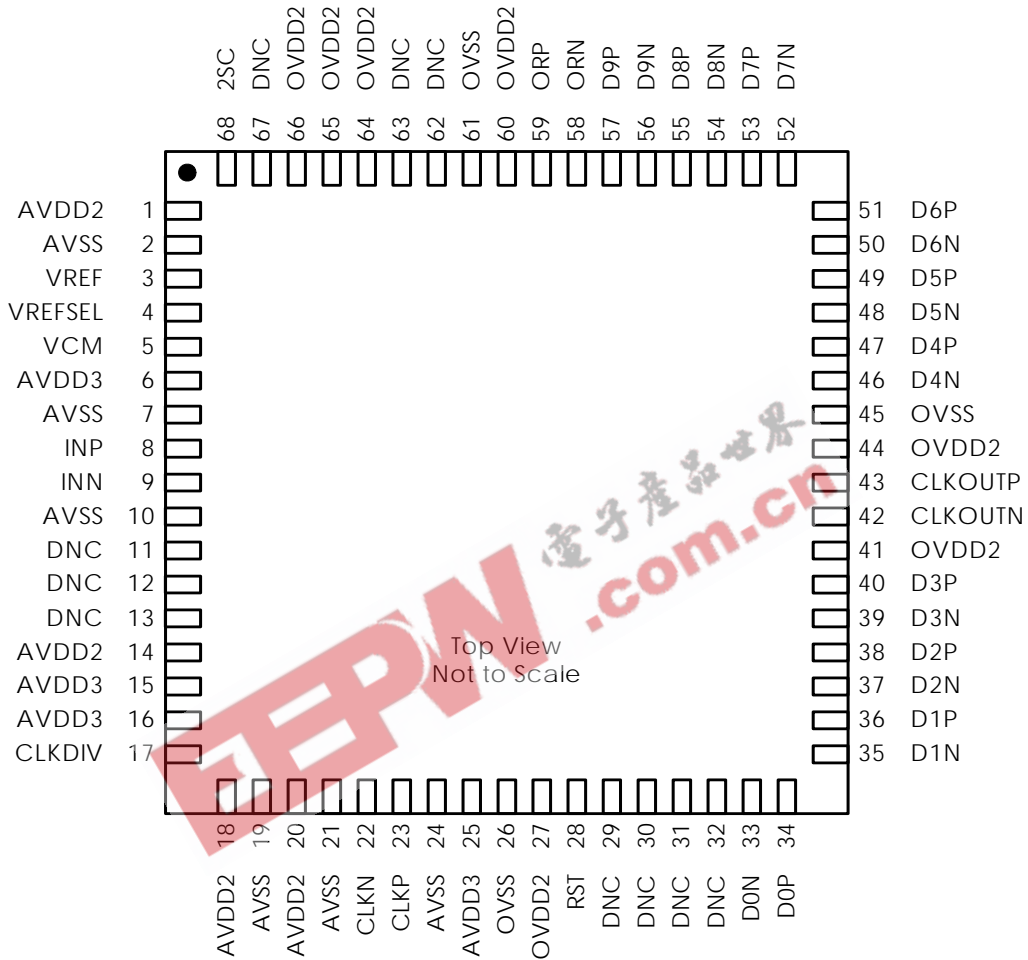 2SC DNC OVDD2 OVDD2 OVDD2 DNC DNC OVSS OVDD2 ORP ORN D9P D9N D8P D8N D7P D7N
68 67 66 65 64 63 62 61 60 59 58 57 56 55 54 53 52
AVDD2 1
AVSS 2
VREF 3
VREFSEL 4
VCM 5
AVDD3 6
AVSS 7
INP 8
INN 9
AVSS 10
DNC 11
DNC 12
DNC 13
AVDD2 14
AVDD3 15
AVDD3 16
CLKDIV 17
51 D6P
50 D6N
49 D5P
48 D5N
47 D4P
46 D4N
45 OVSS
44 OVDD2
43 CLKOUTP
42 CLKOUTN
41 OVDD2
40 D3P
39 D3N
38 D2P
37 D2N
36 D1P
35 D1N
Top View
Not to Scale
EEPW
電子產品世界
.com.cn
18 19 20 21 22 23 24 25 26 27 28 29 30 31 32 33 34
AVDD2 AVSS AVDD2 AVSS CLKN CLKP AVSS AVDD3 OVSS OVDD2 RST DNC DNC DNC DNC D0N D0P